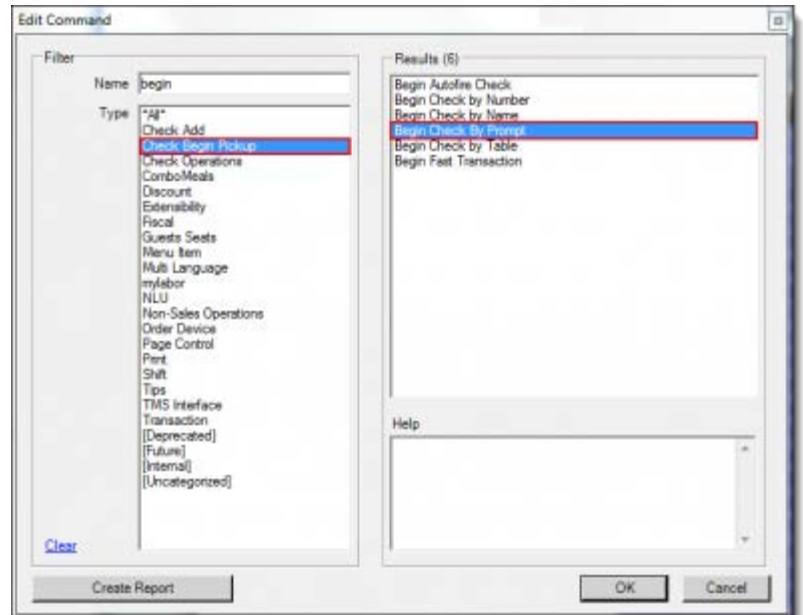 Edit Command
Filter
Name begin
Type *All*
Check Add
Check Begin Pickup
Check Operations
ComboMeals
Discount
Extensibility
Fiscal
Guests Seats
Menu Item
Multi Language
mylabor
NLU
Non-Sales Operations
Order Device
Page Control
Print
Shift
Tips
TMS Interface
Transaction
[Deprecated]
[Future]
[Internal]
[Uncategorized]
Clear
Create Report
Results (6)
Begin Autofire Check
Begin Check by Number
Begin Check by Name
Begin Check By Prompt
Begin Check by Table
Begin Fast Transaction
Help
OK
Cancel